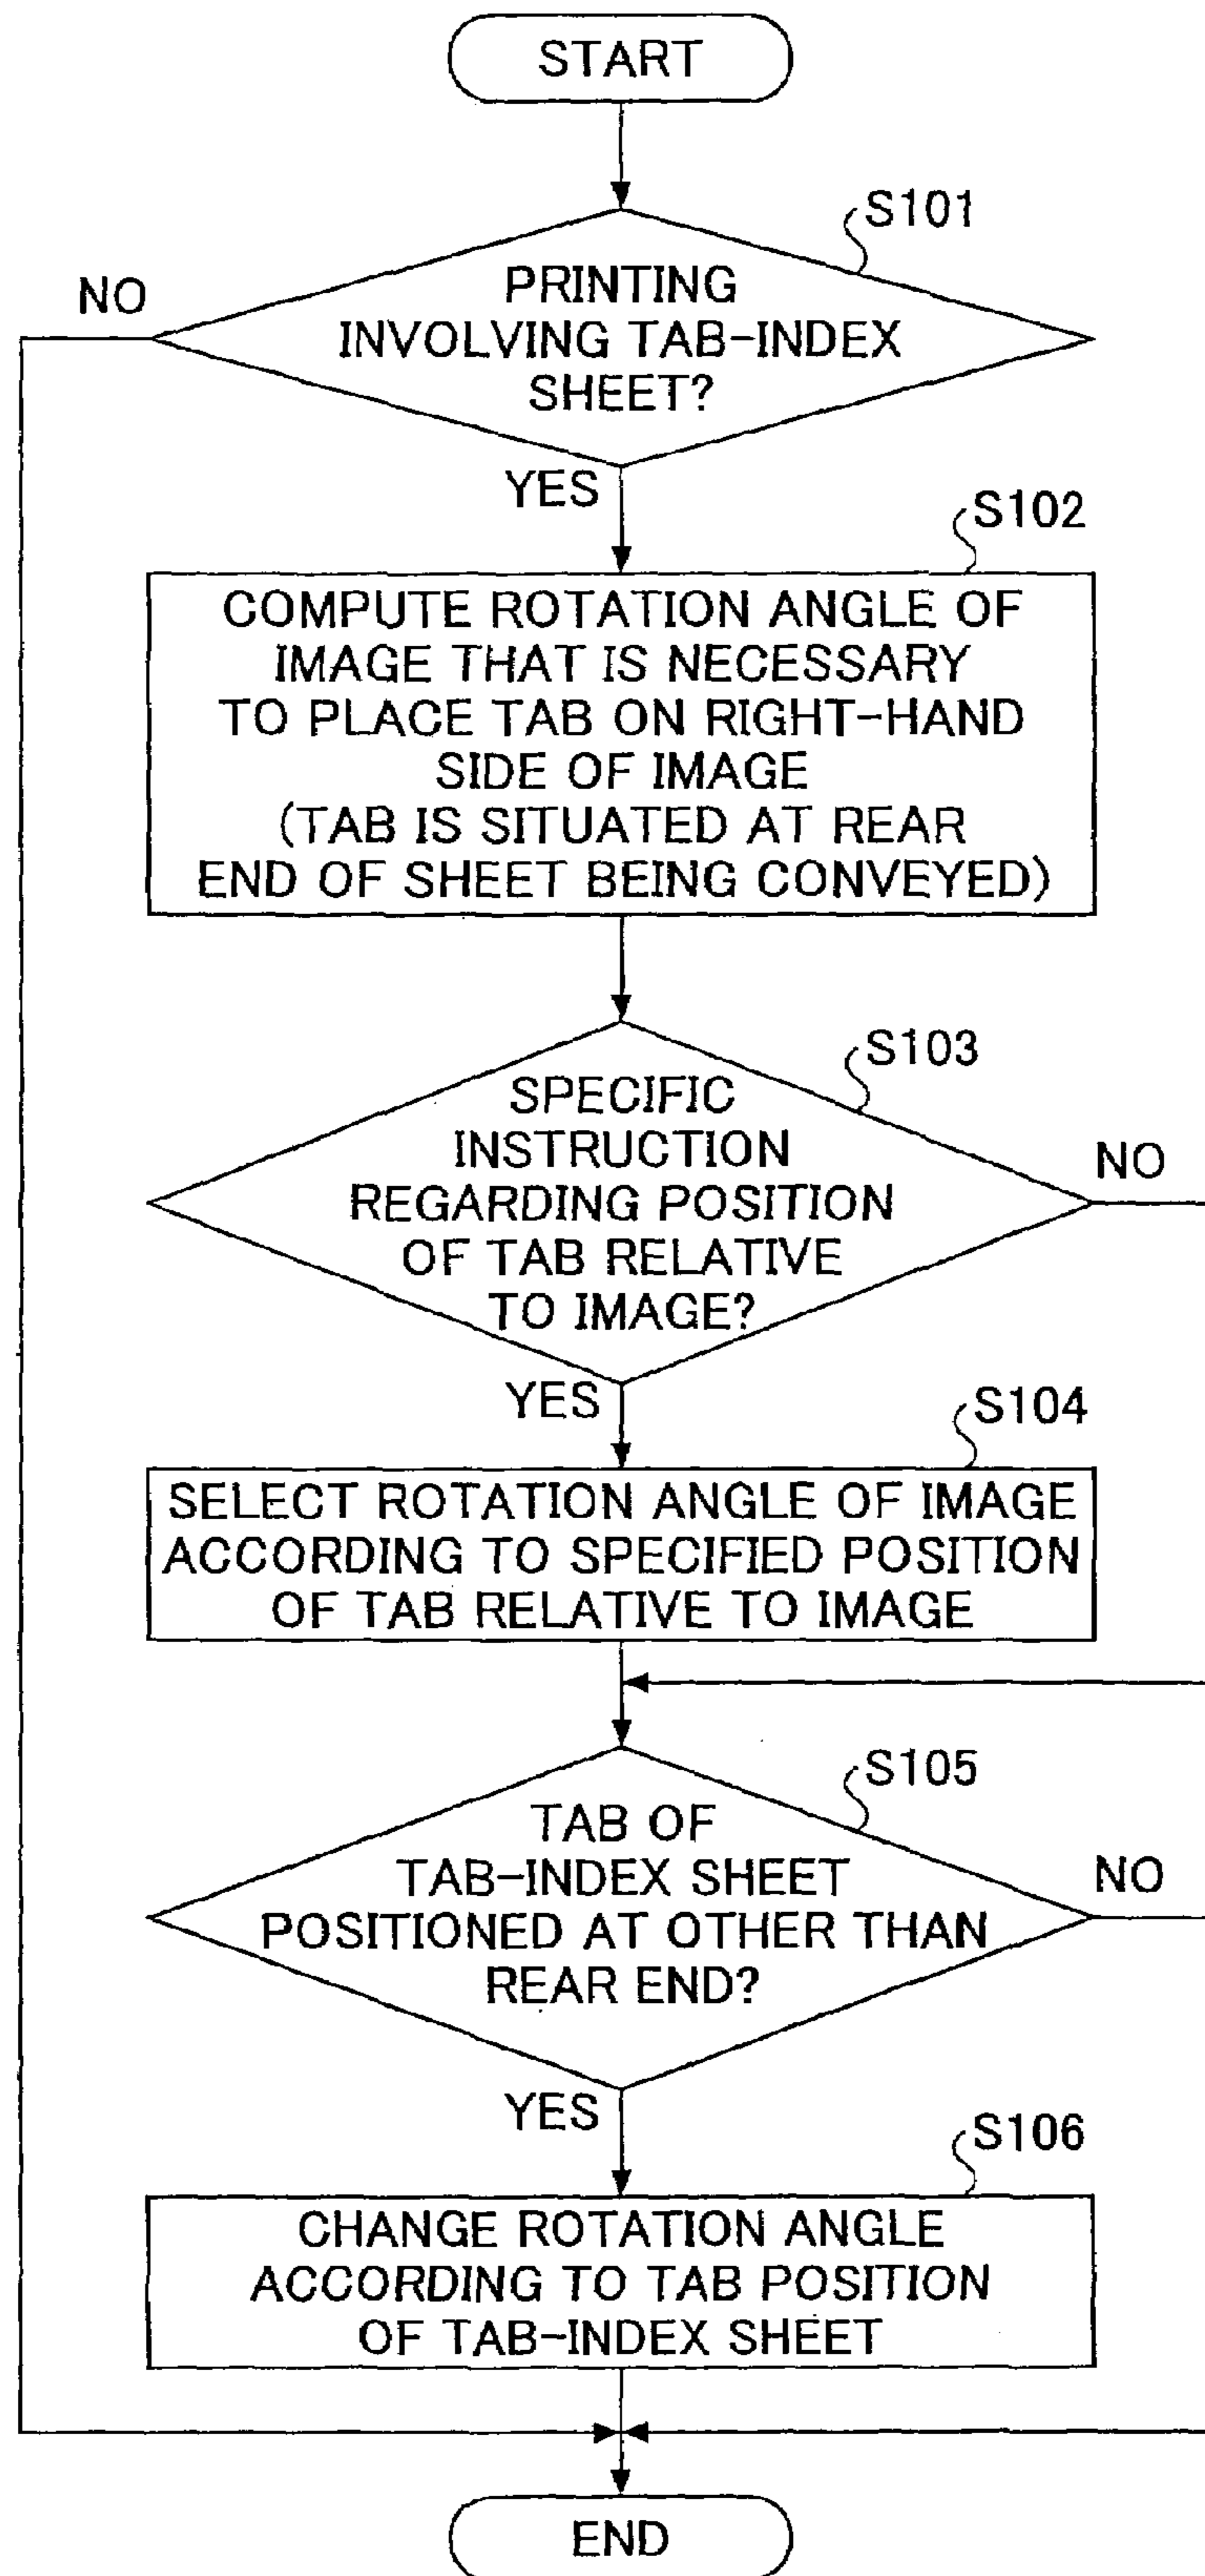 START
S101
NO
PRINTING
INVOLVING TAB-INDEX
SHEET?
YES
S102
COMPUTE ROTATION ANGLE OF
IMAGE THAT IS NECESSARY
TO PLACE TAB ON RIGHT-HAND
SIDE OF IMAGE
(TAB IS SITUATED AT REAR
END OF SHEET BEING CONVEYED)
S103
SPECIFIC
INSTRUCTION
REGARDING POSITION
OF TAB RELATIVE
TO IMAGE?
NO
YES
S104
SELECT ROTATION ANGLE OF IMAGE
ACCORDING TO SPECIFIED POSITION
OF TAB RELATIVE TO IMAGE
S105
TAB OF
TAB-INDEX SHEET
POSITIONED AT OTHER THAN
REAR END?
NO
YES
S106
CHANGE ROTATION ANGLE
ACCORDING TO TAB POSITION
OF TAB-INDEX SHEET
END